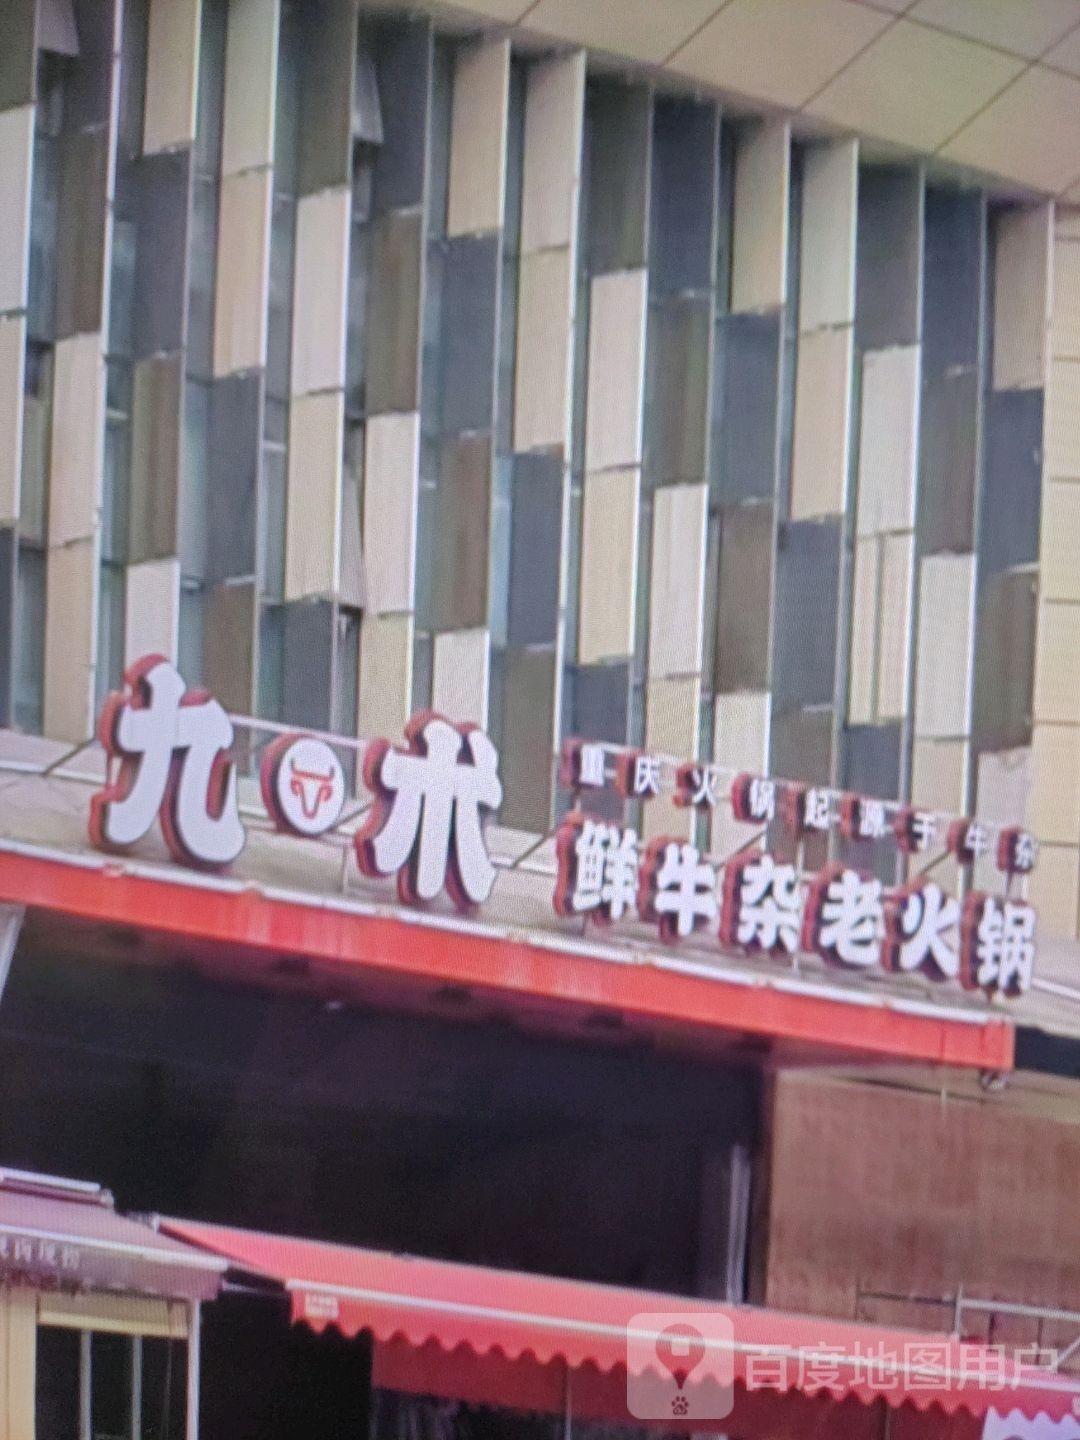 九朮
重庆火锅起源于牛杂
鲜牛杂老火锅
百度地图用户